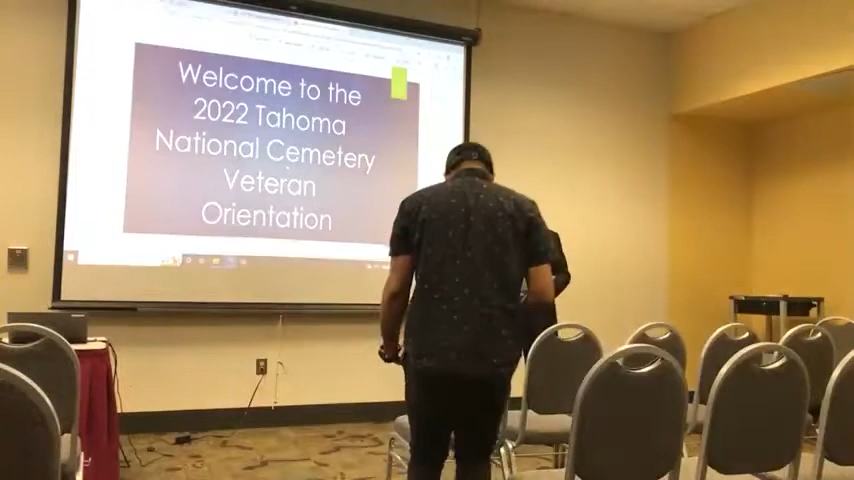 Welcome to the
2022 Tahoma
National Cemetery
Veteran
Orientation